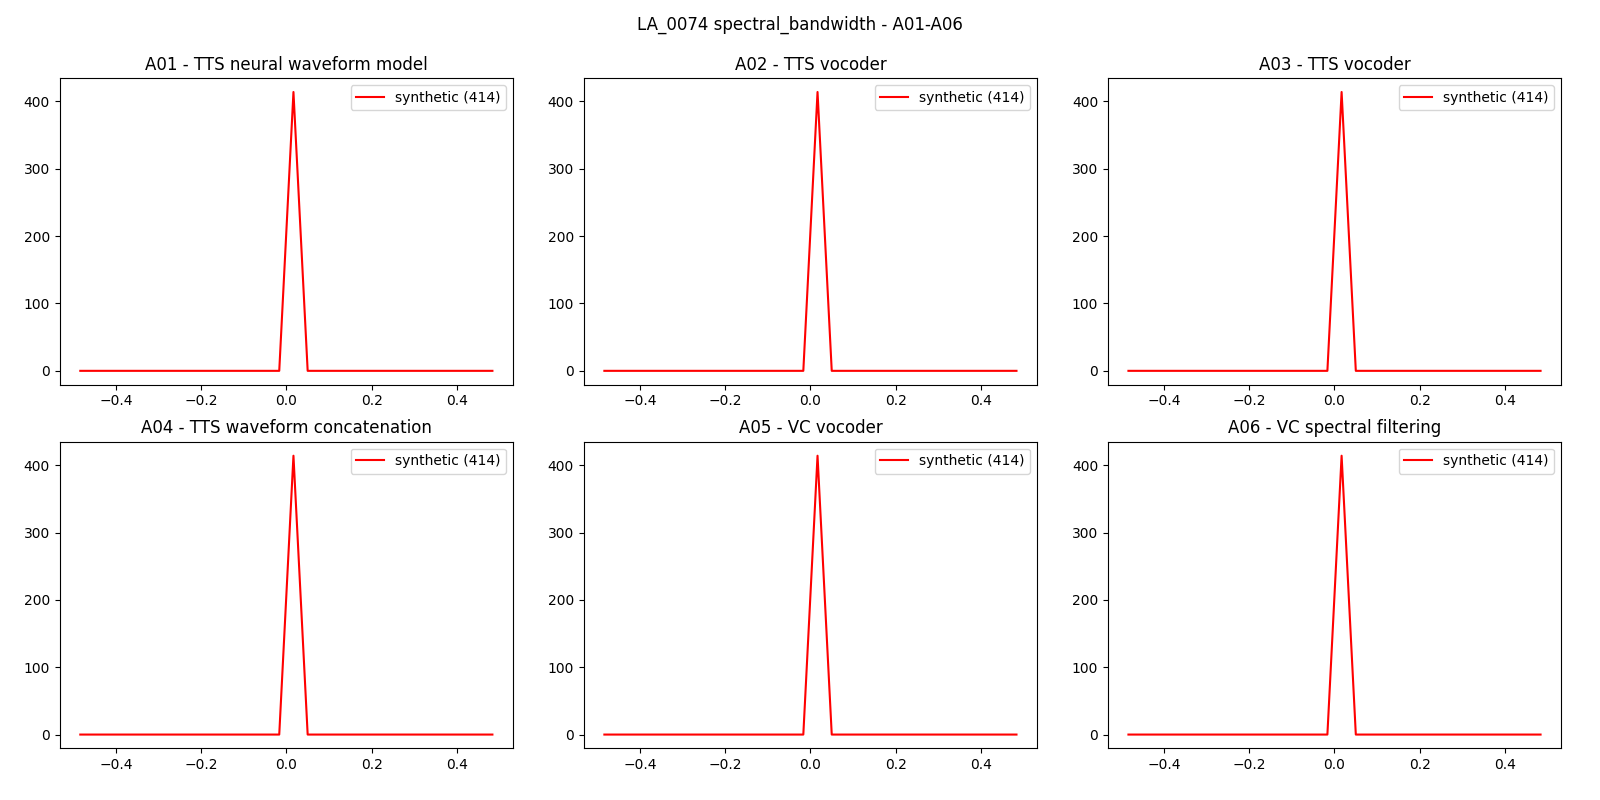 LA_0074 spectral_bandwidth - A01-A06
A01 - TTS neural waveform model
synthetic (414)
400
300
200
100
0
−0.4 −0.2 0.0 0.2 0.4
A02 - TTS vocoder
synthetic (414)
400
300
200
100
0
−0.4 −0.2 0.0 0.2 0.4
A03 - TTS vocoder
synthetic (414)
400
300
200
100
0
−0.4 −0.2 0.0 0.2 0.4
A04 - TTS waveform concatenation
synthetic (414)
400
300
200
100
0
−0.4 −0.2 0.0 0.2 0.4
A05 - VC vocoder
synthetic (414)
400
300
200
100
0
−0.4 −0.2 0.0 0.2 0.4
A06 - VC spectral filtering
synthetic (414)
400
300
200
100
0
−0.4 −0.2 0.0 0.2 0.4